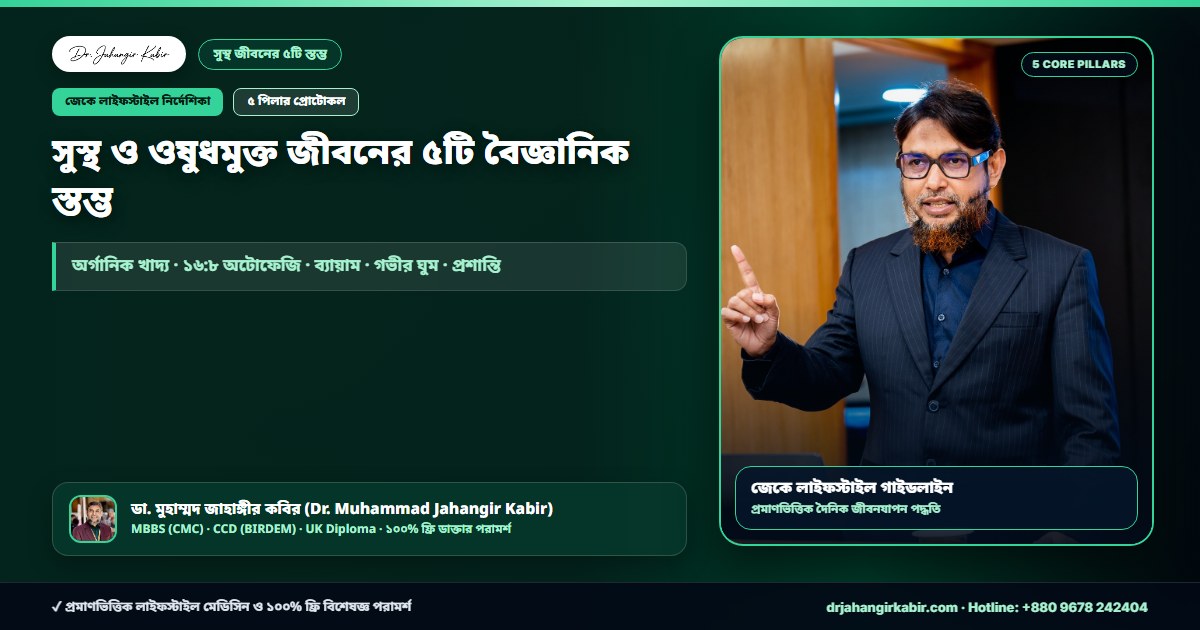 Dr. Jahangir Kabir
সুস্থ জীবনের ৫টি স্তম্ভ
জেকে লাইফস্টাইল নির্দেশিকা
৫ পিলার প্রোটোকল
সুস্থ ও ওষুধমুক্ত জীবনের ৫টি বৈজ্ঞানিক
স্তম্ভ
অর্গানিক খাদ্য · ১৬:৮ অটোফেজি · ব্যায়াম · গভীর ঘুম · প্রশান্তি
ডা. মুহাম্মদ জাহাঙ্গীর কবির (Dr. Muhammad Jahangir Kabir)
MBBS (CMC) · CCD (BIRDEM) · UK Diploma · ১০০% ফ্রি ডাক্তার পরামর্শ
5 CORE PILLARS
জেকে লাইফস্টাইল গাইডলাইন
প্রমাণভিত্তিক দৈনিক জীবনযাপন পদ্ধতি
✓ প্রমাণভিত্তিক লাইফস্টাইল মেডিসিন ও ১০০% ফ্রি বিশেষজ্ঞ পরামর্শ
drjahangirkabir.com · Hotline: +880 9678 242404